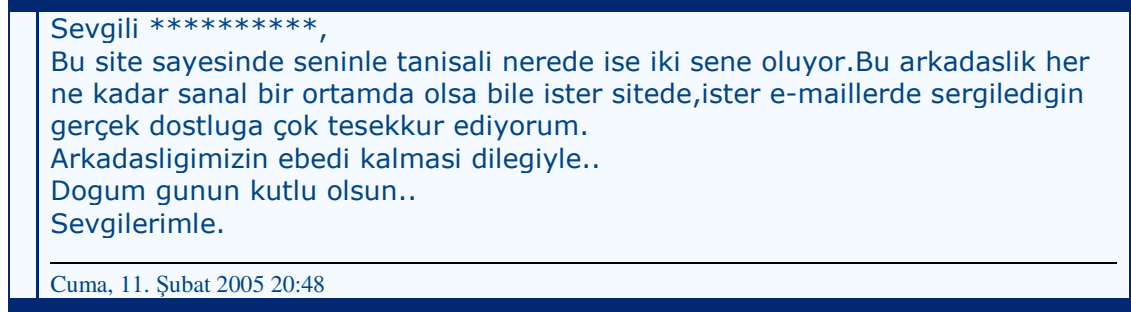 Sevgili **********,
Bu site sayesinde seninle tanisali nerede ise iki sene oluyor.Bu arkadaslik her
ne kadar sanal bir ortamda olsa bile ister sitede,ister e-maillerde sergiledigin
gerçek dostluga çok tesekkur ediyorum.
Arkadasligimizin ebedi kalmasi dilegiyle..
Dogum gunun kutlu olsun..
Sevgilerimle.
Cuma, 11. Şubat 2005 20:48